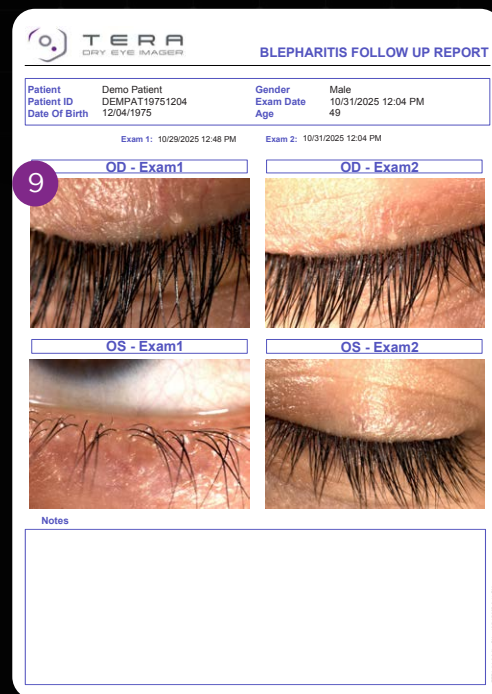 TERA
DRY EYE IMAGER
BLEPHARITIS FOLLOW UP REPORT
Patient Demo Patient Gender Male
Patient ID DEMPAT19751204 Exam Date 10/31/2025 12:04 PM
Date Of Birth 12/04/1975 Age 49
Exam 1: 10/29/2025 12:48 PM Exam 2: 10/31/2025 12:04 PM
9
OD - Exam1 OD - Exam2
OS - Exam1 OS - Exam2
Notes